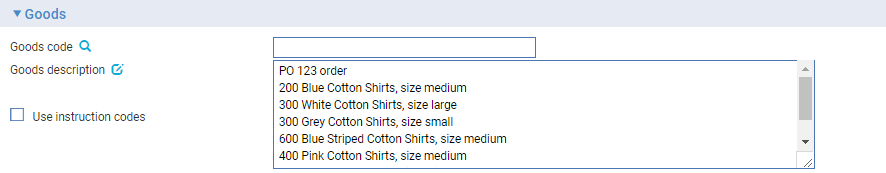 Goods
Goods code
Goods description
PO 123 order
200 Blue Cotton Shirts, size medium
300 White Cotton Shirts, size large
300 Grey Cotton Shirts, size small
600 Blue Striped Cotton Shirts, size medium
400 Pink Cotton Shirts, size medium
Use instruction codes